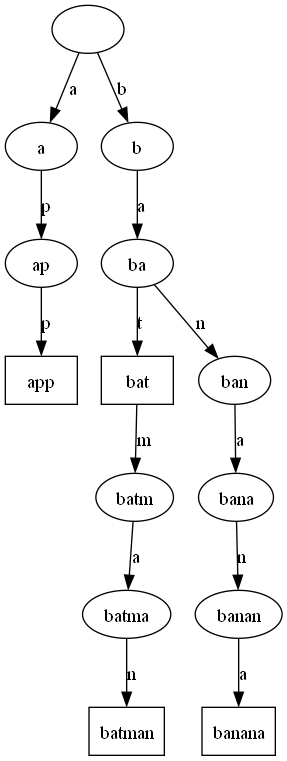 a b
a b
p a
ap ba
p t n
app bat ban
m a
batm bana
a n
batma banan
n a
batman banana